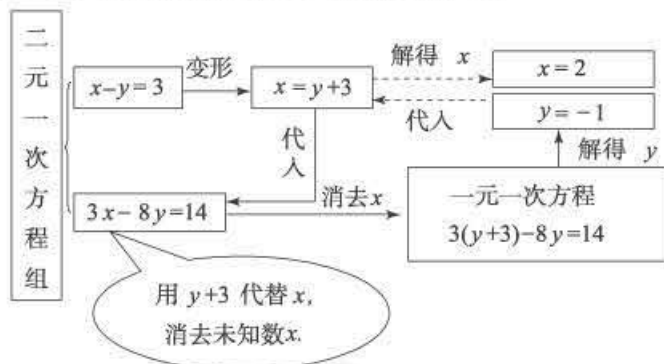 二元一次方程组
x-y=3
变形
x=y+3
解得 x
x=2
代入
y=-1
代入
解得 y
3x-8y=14
消去x
一元一次方程
3(y+3)-8y=14
用 y+3 代替x,
消去未知数x.